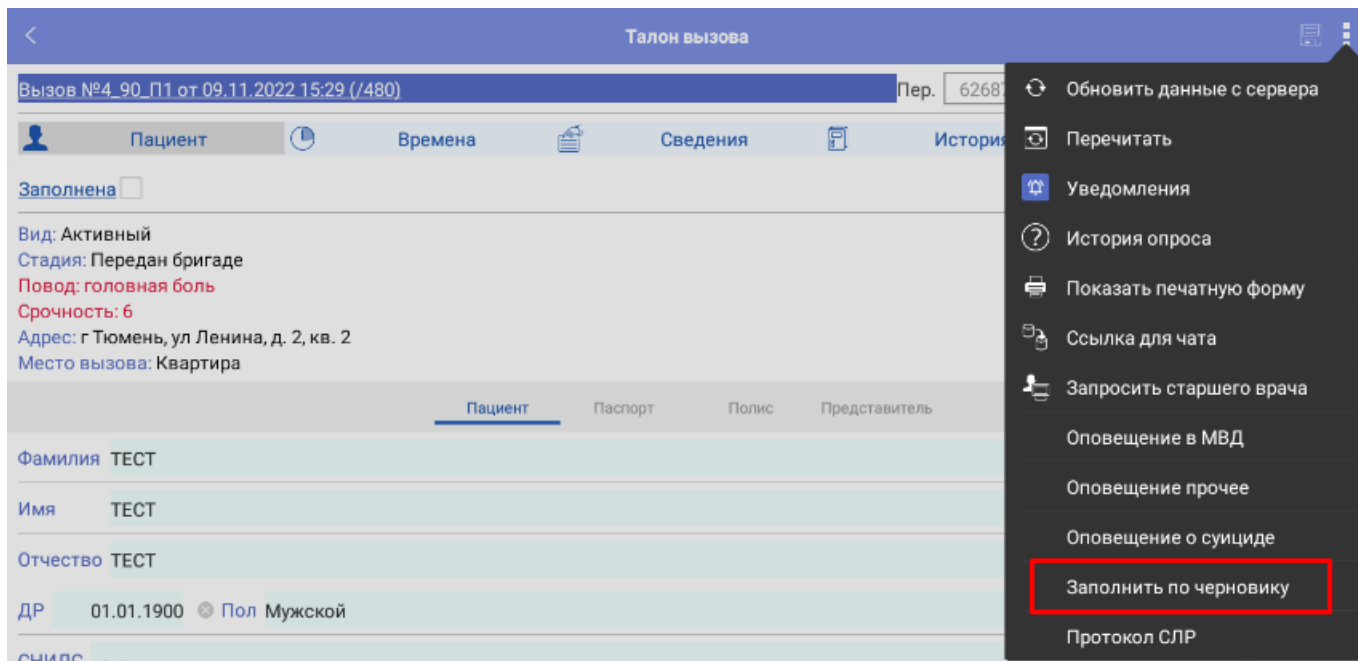 Талон вызова
Вызов №4_90_П1 от 09.11.2022 15:29 (/480)
Пер. 6268
Пациент Времена Сведения История
Заполнена
Вид: Активный
Стадия: Передан бригаде
Повод: головная боль
Срочность: 6
Адрес: г Тюмень, ул Ленина, д. 2, кв. 2
Место вызова: Квартира
Пациент Паспорт Полис Представитель
Фамилия ТЕСТ
Имя ТЕСТ
Отчество ТЕСТ
ДР 01.01.1900 Пол Мужской
СНИЛС
Обновить данные с сервера
Перечитать
Уведомления
История опроса
Показать печатную форму
Ссылка для чата
Запросить старшего врача
Оповещение в МВД
Оповещение прочее
Оповещение о суициде
Заполнить по черновику
Протокол СЛР